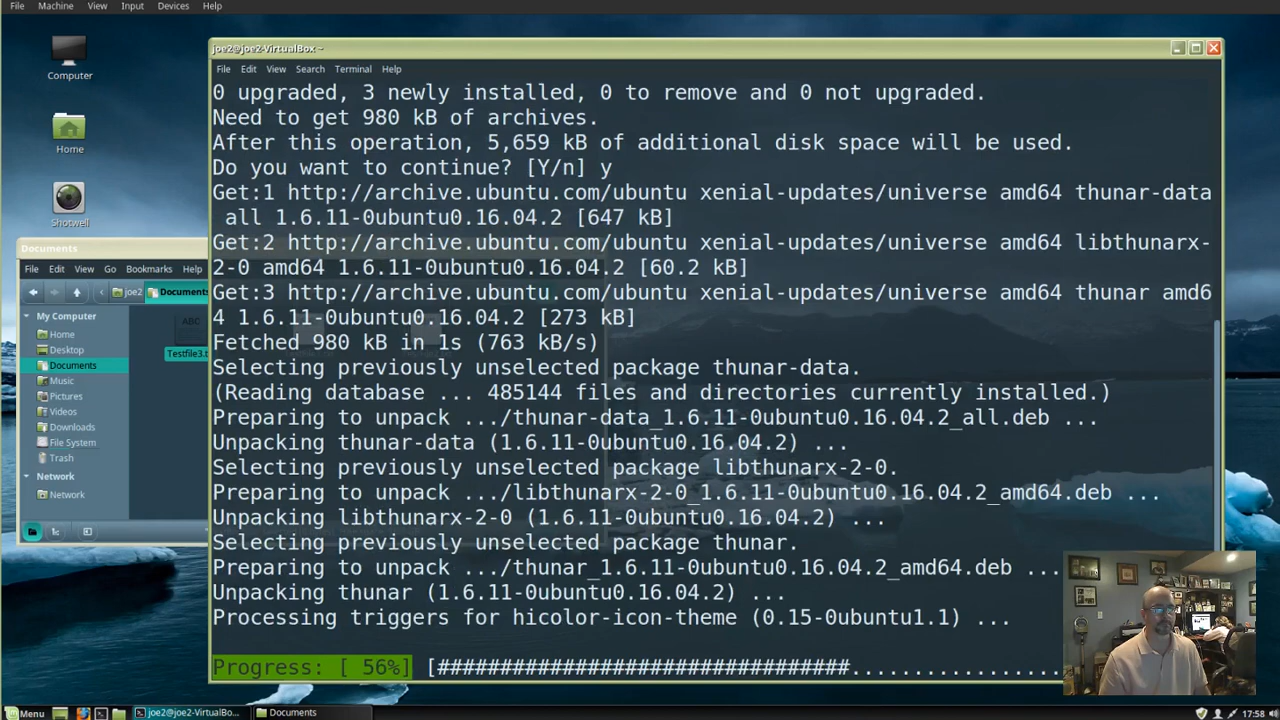 File Machine View Input Devices Help
Computer
Home
Shotwell
joe2@joe2-VirtualBox ~
File Edit View Search Terminal Help
0 upgraded, 3 newly installed, 0 to remove and 0 not upgraded.
Need to get 980 kB of archives.
After this operation, 5,659 kB of additional disk space will be used.
Do you want to continue? [Y/n] y
Get:1 http://archive.ubuntu.com/ubuntu xenial-updates/universe amd64 thunar-data
all 1.6.11-0ubuntu0.16.04.2 [647 kB]
Get:2 http://archive.ubuntu.com/ubuntu xenial-updates/universe amd64 libthunarx-
2-0 amd64 1.6.11-0ubuntu0.16.04.2 [60.2 kB]
Get:3 http://archive.ubuntu.com/ubuntu xenial-updates/universe amd64 thunar amd6
4 1.6.11-0ubuntu0.16.04.2 [273 kB]
Fetched 980 kB in 1s (763 kB/s)
Selecting previously unselected package thunar-data.
(Reading database ... 485144 files and directories currently installed.)
Preparing to unpack .../thunar-data_1.6.11-0ubuntu0.16.04.2_all.deb ...
Unpacking thunar-data (1.6.11-0ubuntu0.16.04.2) ...
Selecting previously unselected package libthunarx-2-0.
Preparing to unpack .../libthunarx-2-0_1.6.11-0ubuntu0.16.04.2_amd64.deb ...
Unpacking libthunarx-2-0 (1.6.11-0ubuntu0.16.04.2) ...
Selecting previously unselected package thunar.
Preparing to unpack .../thunar_1.6.11-0ubuntu0.16.04.2_amd64.deb ...
Unpacking thunar (1.6.11-0ubuntu0.16.04.2) ...
Processing triggers for hicolor-icon-theme (0.15-0ubuntu1.1) ...
Progress: [ 56%] [#################################.................
Documents
File Edit View Go Bookmarks Help
joe2 Documents
My Computer
Home
Desktop
Documents
Music
Pictures
Videos
Downloads
File System
Trash
Network
Network
ABC
Testfile3.t
Menu
joe2@joe2-VirtualBo...
Documents
17:58